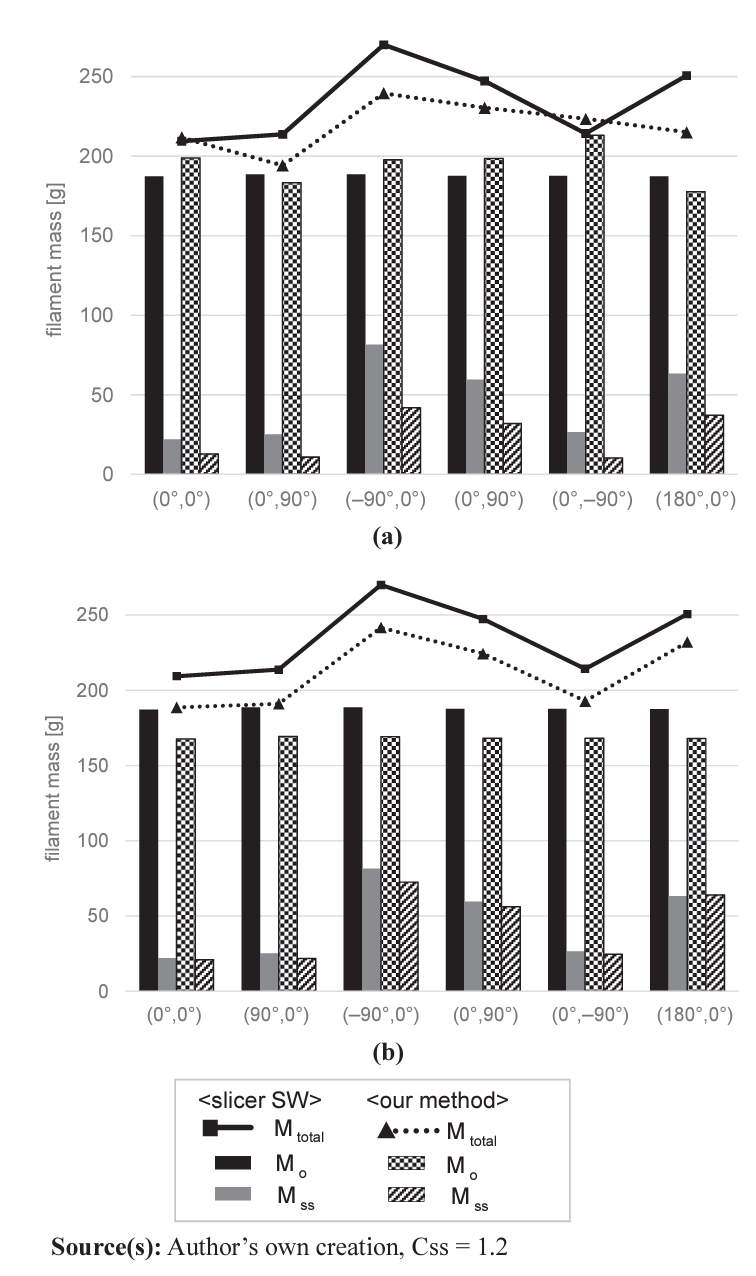 250
200
150
100
50
0
filament mass [g]
(0°,0°) (0°,90°) (–90°,0°) (0°,90°) (0°,–90°) (180°,0°)
(a)
250
200
150
100
50
0
filament mass [g]
(0°,0°) (90°,0°) (–90°,0°) (0°,90°) (0°,–90°) (180°,0°)
(b)
<slicer SW> <our method>
M total M total
M o M o
M ss M ss
Source(s): Author's own creation, Css = 1.2